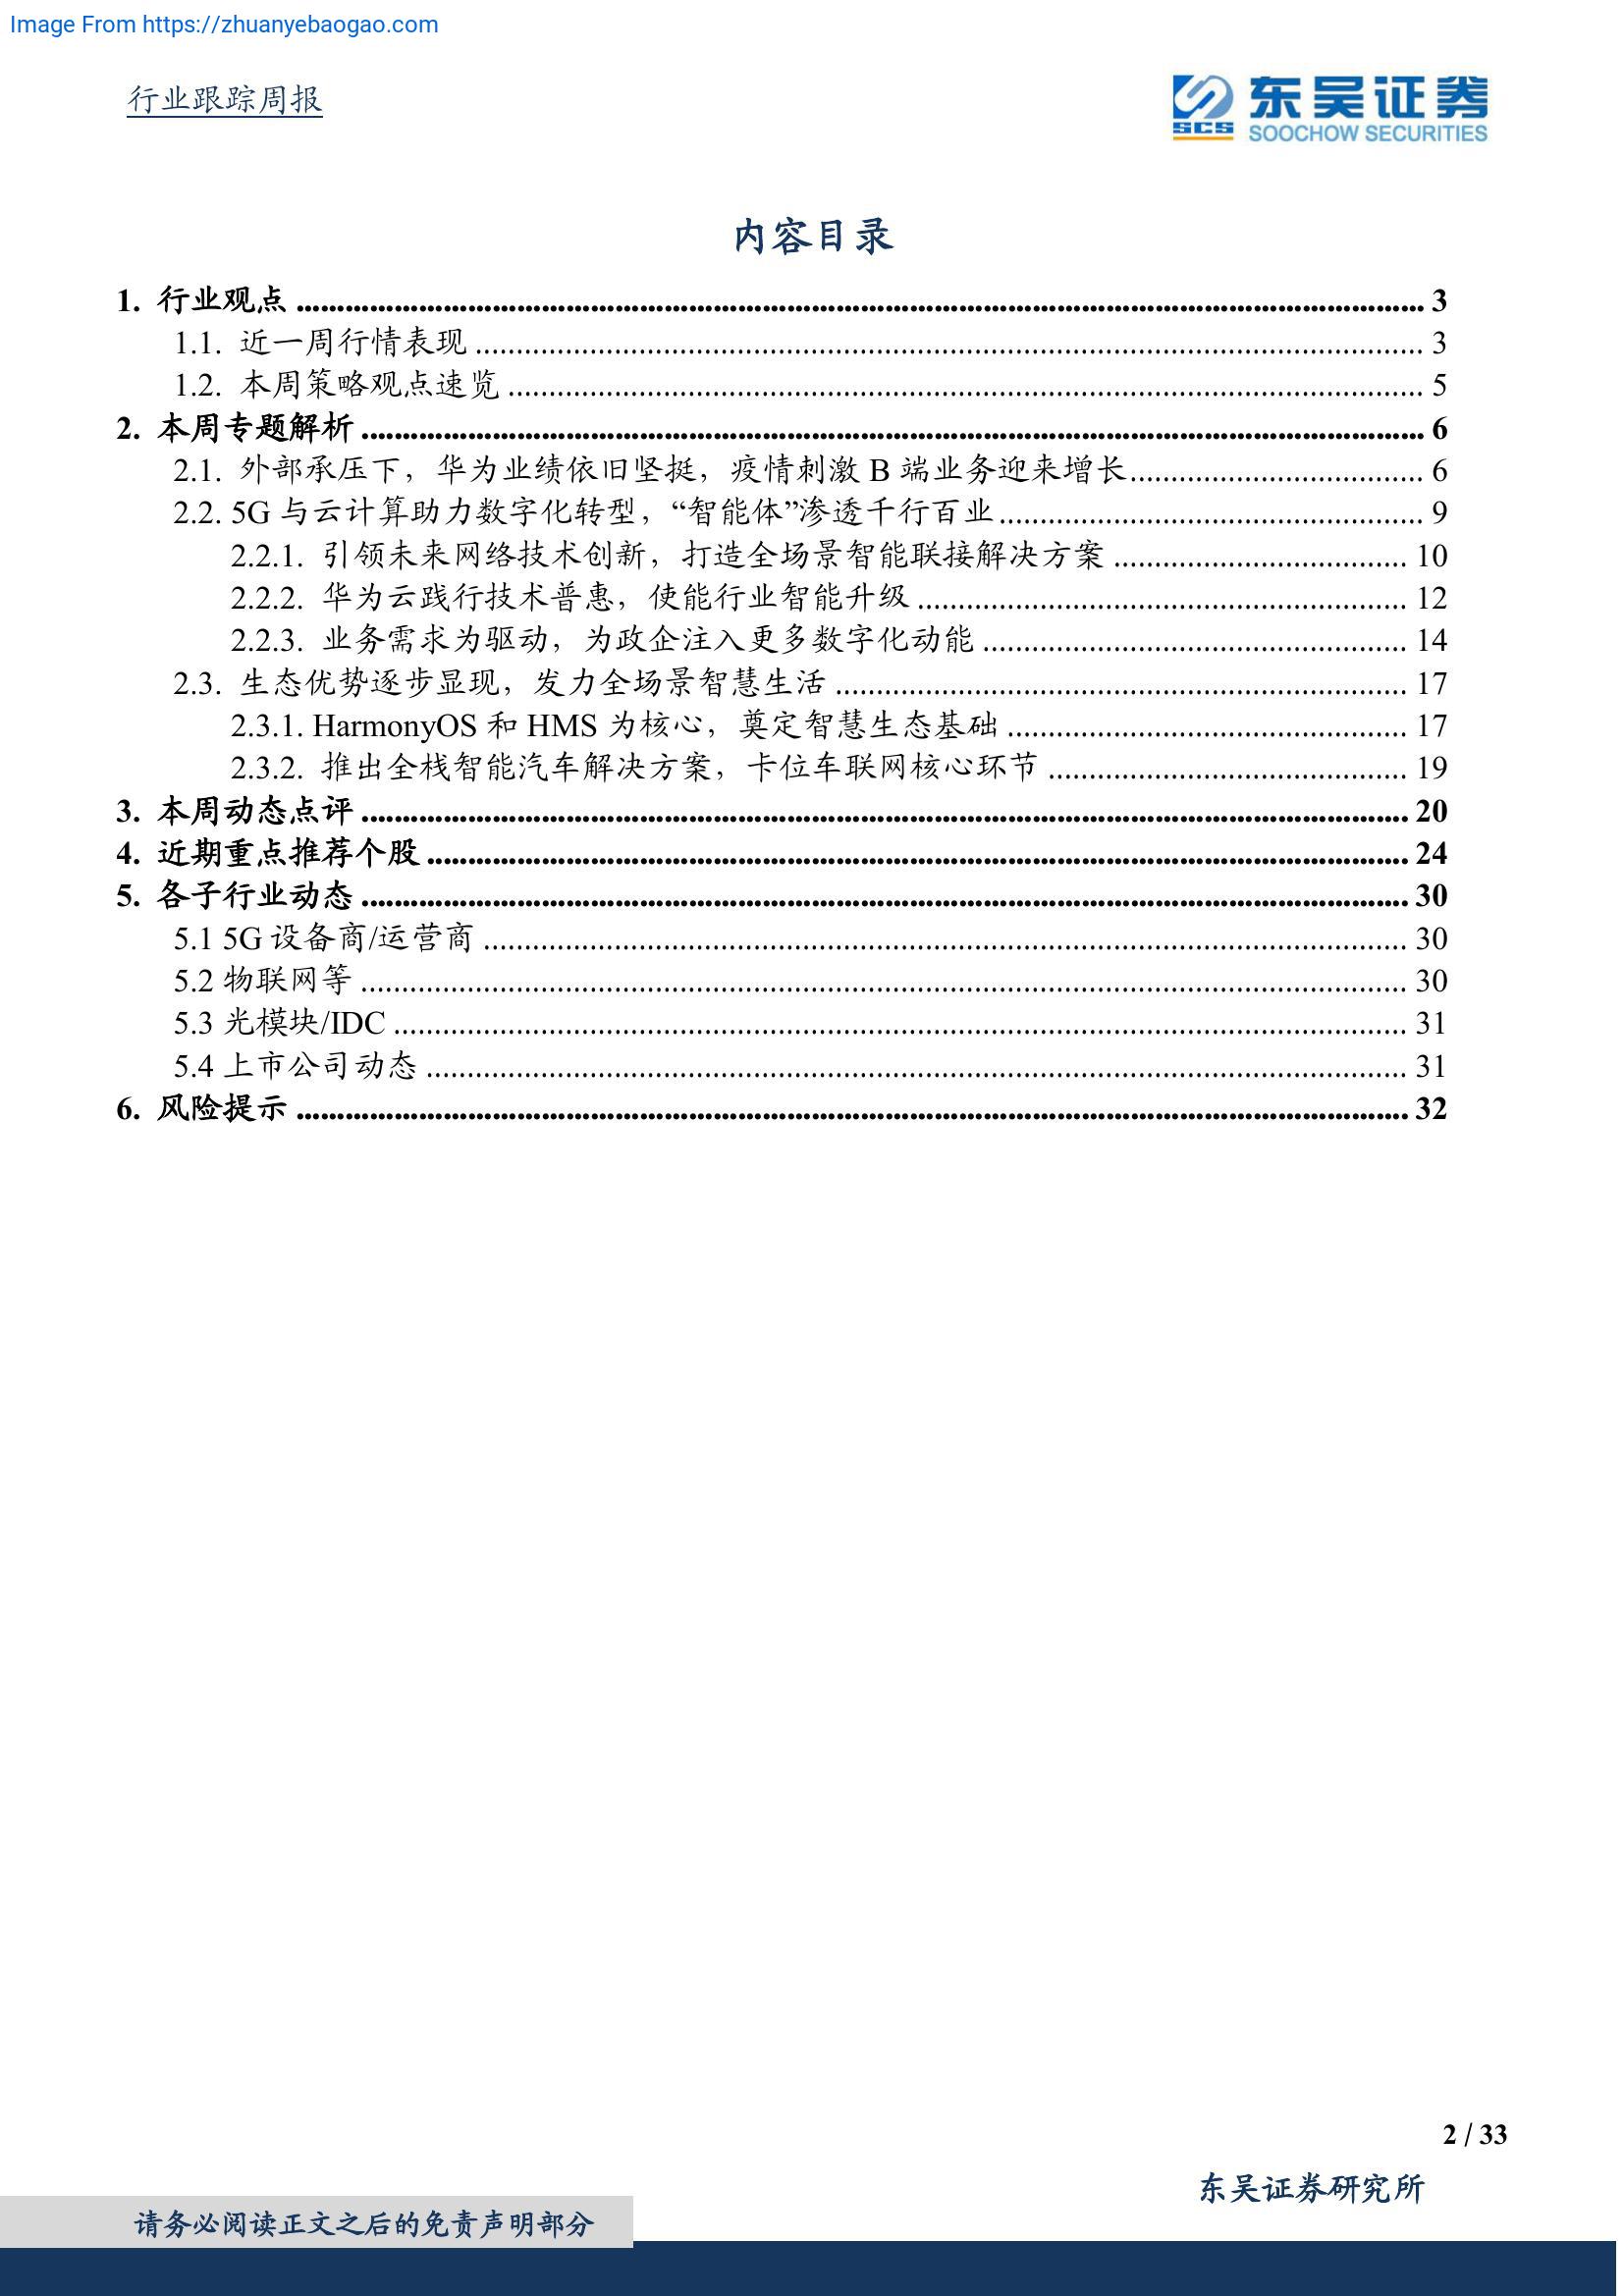 Image From https://zhuanyebaogao.com
行业跟踪周报
东吴证券
SCS
SOOCHOW SECURITIES
内容目录
1. 行业观点 ........ 3
1.1. 近一周行情表现 ........ 3
1.2. 本周策略观点速览 ........ 5
2. 本周专题解析 ........ 6
2.1. 外部承压下，华为业绩依旧坚挺，疫情刺激 B 端业务迎来增长 ........ 6
2.2. 5G 与云计算助力数字化转型，“智能体”渗透千行百业 ........ 9
2.2.1. 引领未来网络技术创新，打造全场景智能联接解决方案 ........ 10
2.2.2. 华为云践行技术普惠，使能行业智能升级 ........ 12
2.2.3. 业务需求为驱动，为政企注入更多数字化动能 ........ 14
2.3. 生态优势逐步显现，发力全场景智慧生活 ........ 17
2.3.1. HarmonyOS 和 HMS 为核心，奠定智慧生态基础 ........ 17
2.3.2. 推出全栈智能汽车解决方案，卡位车联网核心环节 ........ 19
3. 本周动态点评 ........ 20
4. 近期重点推荐个股 ........ 24
5. 各子行业动态 ........ 30
5.1 5G 设备商/运营商 ........ 30
5.2 物联网等 ........ 30
5.3 光模块/IDC ........ 31
5.4 上市公司动态 ........ 31
6. 风险提示 ........ 32
2 / 33
东吴证券研究所
请务必阅读正文之后的免责声明部分